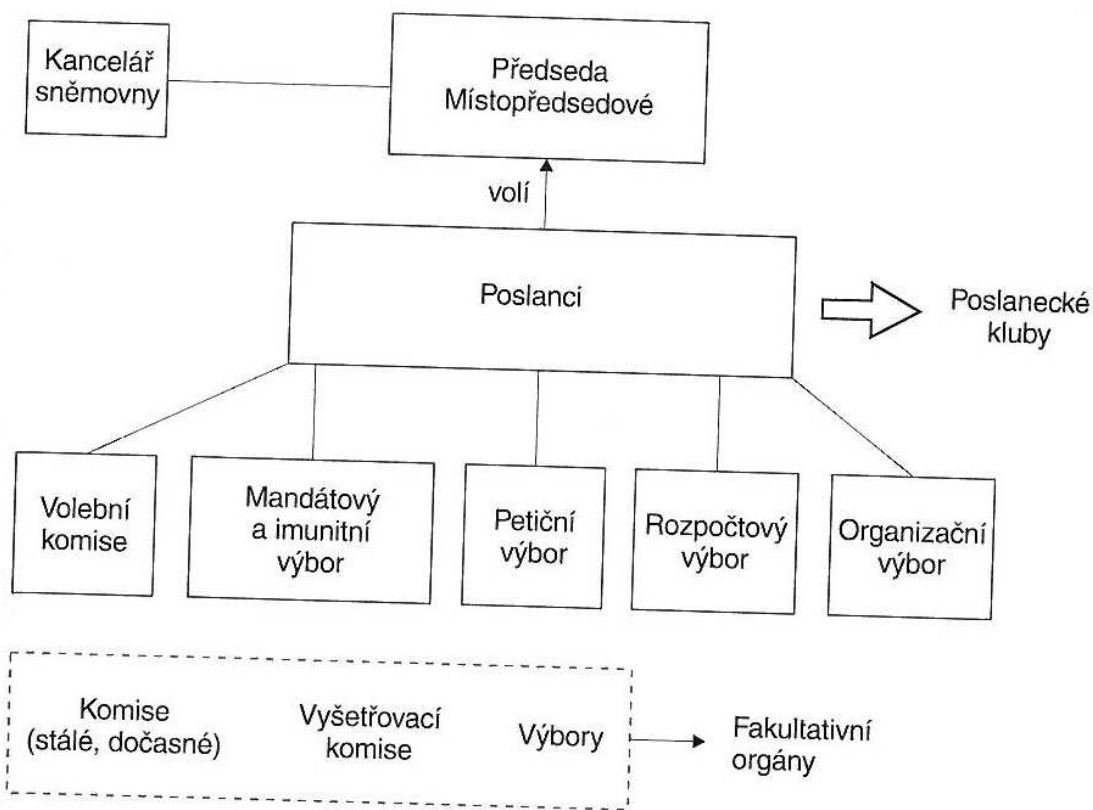 Kancelář
sněmovny
Předseda
Místopředsedové
volí
Poslanci
Poslanecké
kluby
Volební
komise
Mandátový
a imunitní
výbor
Petiční
výbor
Rozpočtový
výbor
Organizační
výbor
Komise
(stálé, dočasné)
Vyšetřovací
komise
Výbory
Fakultativní
orgány